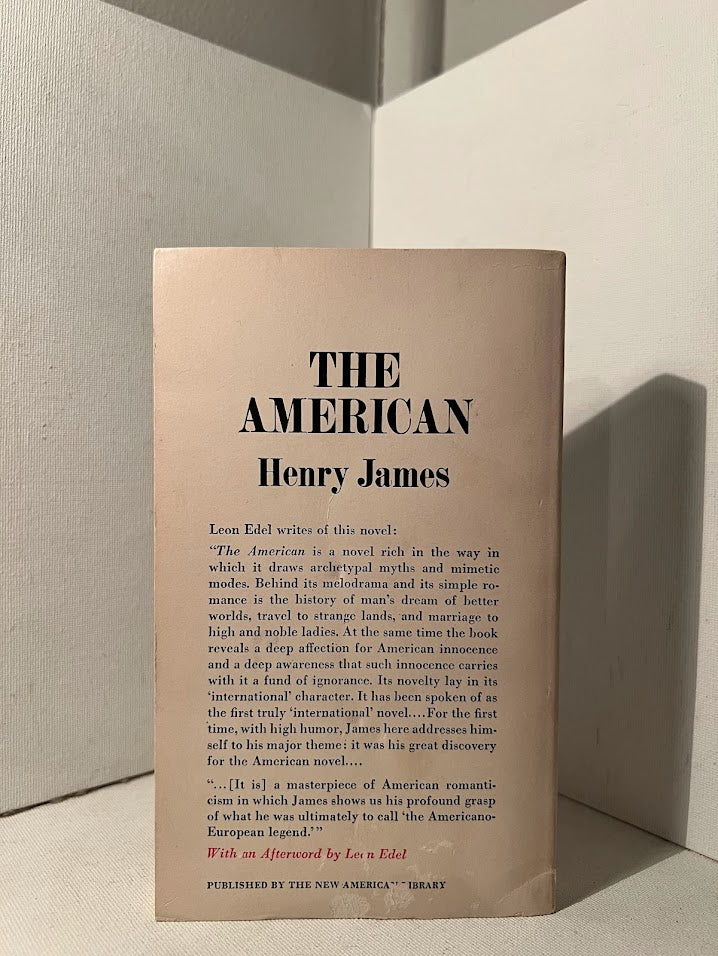 THE
AMERICAN
Henry James
Leon Edel writes of this novel:
“The American is a novel rich in the way in
which it draws archetypal myths and mimetic
modes. Behind its melodrama and its simple ro-
mance is the history of man’s dream of better
worlds, travel to strange lands, and marriage to
high and noble ladies. At the same time the book
reveals a deep affection for American innocence
and a deep awareness that such innocence carries
with it a fund of ignorance. Its novelty lay in its
‘international’ character. It has been spoken of as
the first truly ‘international’ novel....For the first
time, with high humor, James here addresses him-
self to his major theme: it was his great discovery
for the American novel....
“...[It is] a masterpiece of American romanti-
cism in which James shows us his profound grasp
of what he was ultimately to call ‘the Americano-
European legend.’”
With an Afterword by Leon Edel
PUBLISHED BY THE NEW AMERICAN LIBRARY